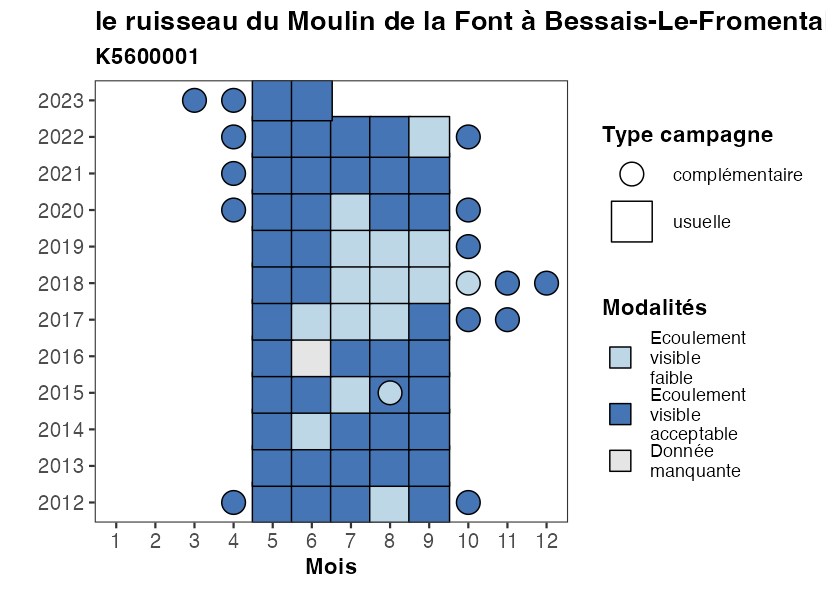 le ruisseau du Moulin de la Font à Bessais-Le-Fromental
K5600001
2023
2022
2021
2020
2019
2018
2017
2016
2015
2014
2013
2012
1 2 3 4 5 6 7 8 9 10 11 12
Mois
Type campagne
complémentaire
usuelle
Modalités
Ecoulement
visible
faible
Ecoulement
visible
acceptable
Donnée
manquante